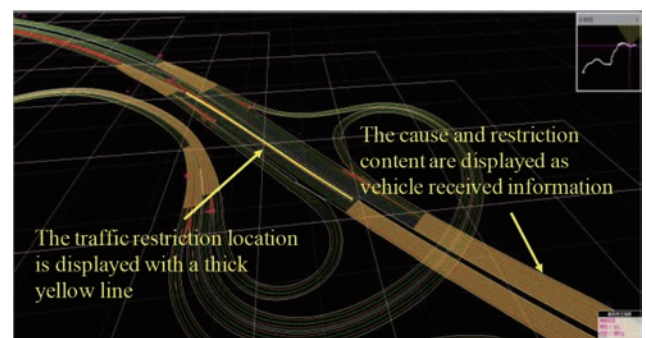 The cause and restriction
content are displayed as
vehicle received information
The traffic restriction location
is displayed with a thick
yellow line